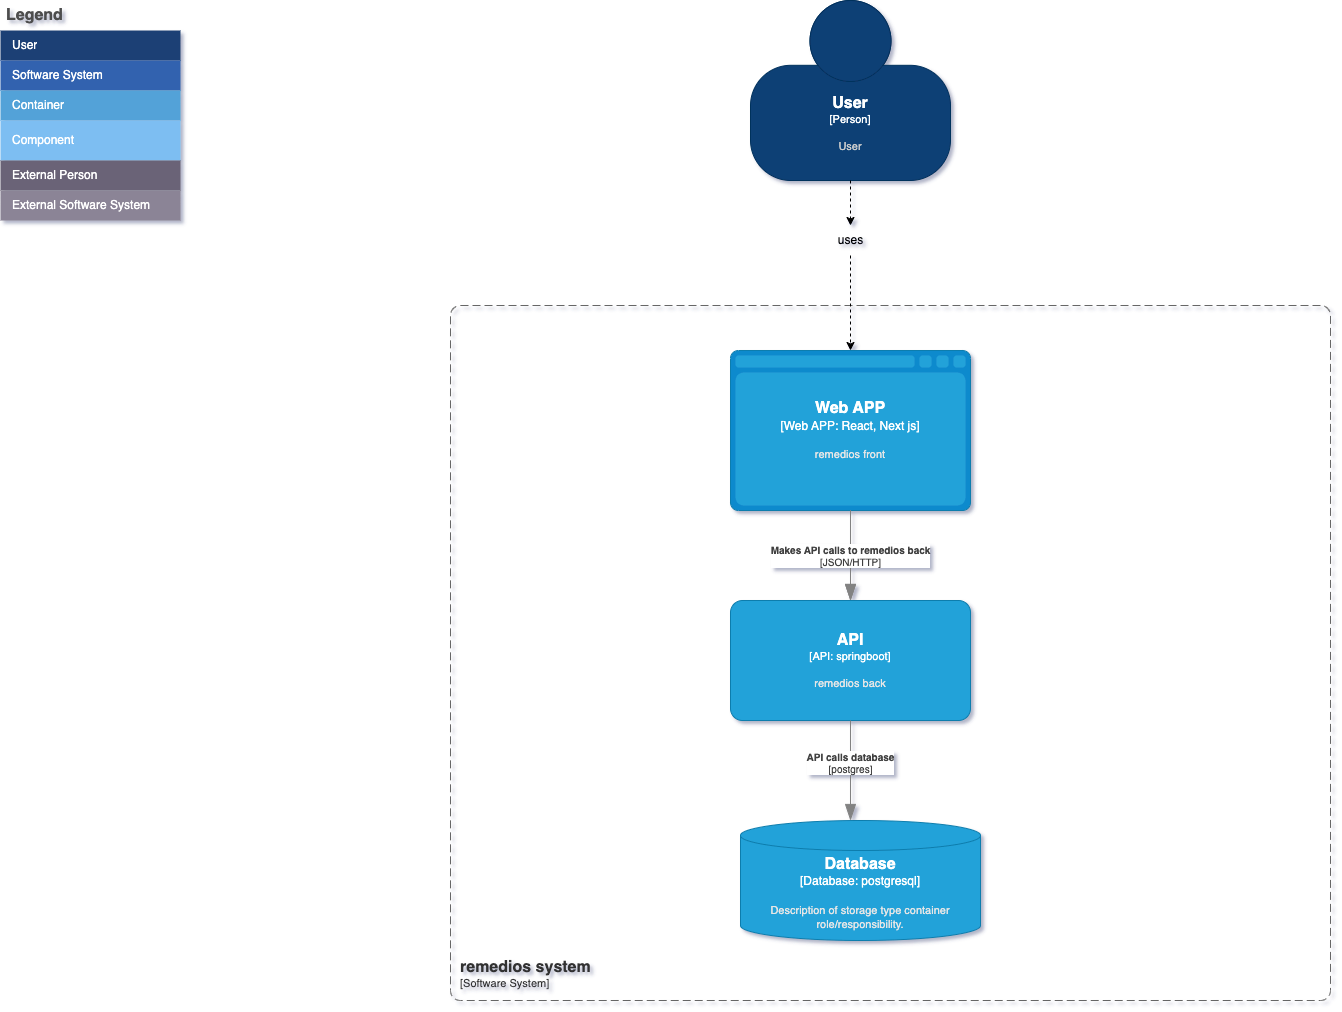 Legend
User
Software System
Container
Component
External Person
External Software System
User
[Person]
User
uses
Web APP
[Web APP: React, Next js]
remedios front
Makes API calls to remedios back
[JSON/HTTP]
API
[API: springboot]
remedios back
API calls database
[postgres]
Database
[Database: postgresql]
Description of storage type container
role/responsibility.
remedios system
[Software System]